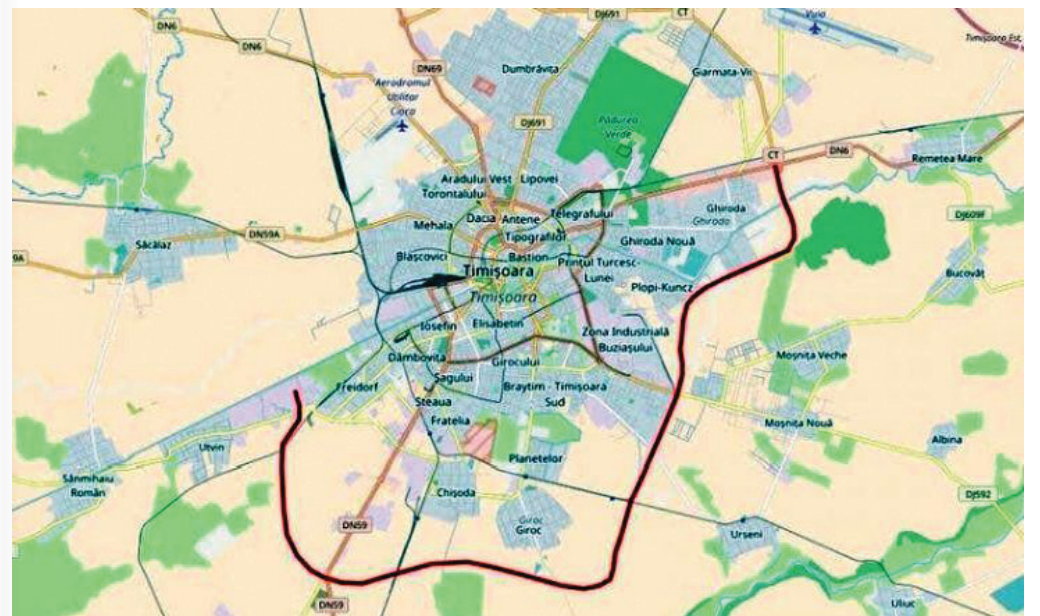 DJ691
CT
Vuia
DN6
DN6
Timișoara Est
DN69
Dumbrăvița
Giarmata-Vii
Aerodromul
Utilitar
Cioca
DJ691
Pădurea
Verde
CT
DN6
Remetea Mare
Aradului Vest
Lipovei
Torontalului
Ghiroda
Ghiroda
DJ609F
Dacia
Antene
Telegrafului
Mehala
Tipografilor
Ghiroda Nouă
DN59A
Săcălaz
9A
Blașcovici
Bastion
Prințul Turcesc-
Lunei
Bucovăț
Timișoara
Plopi-Kuncz
Timișoara
Iosefin
Elisabetin
Zona Industrială
Buziașului
Dâmbovița
Girocului
Moșnița Veche
Freidorf
Șagului
Braytim - Timișoara
Sud
Steaua
Fratelia
Moșnița Nouă
Utvin
Albina
Planetelor
Sânmihaiu
Român
Chișoda
DJ592
DN59
Giroc
Giroc
Urseni
DN59
Uliuc